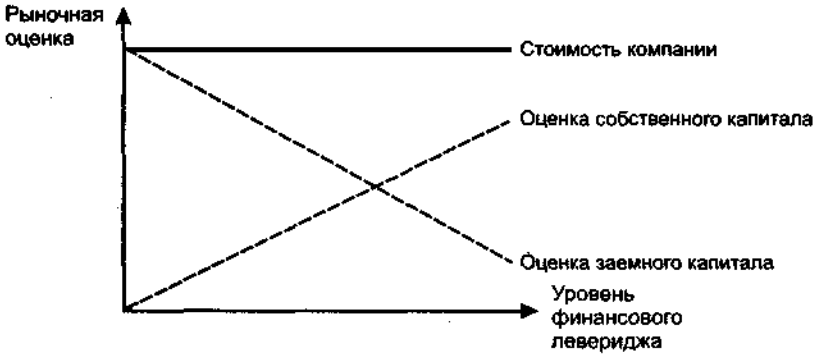 Рыночная
оценка
Стоимость компании
Оценка собственного капитала
Оценка заемного капитала
Уровень
финансового
левериджа